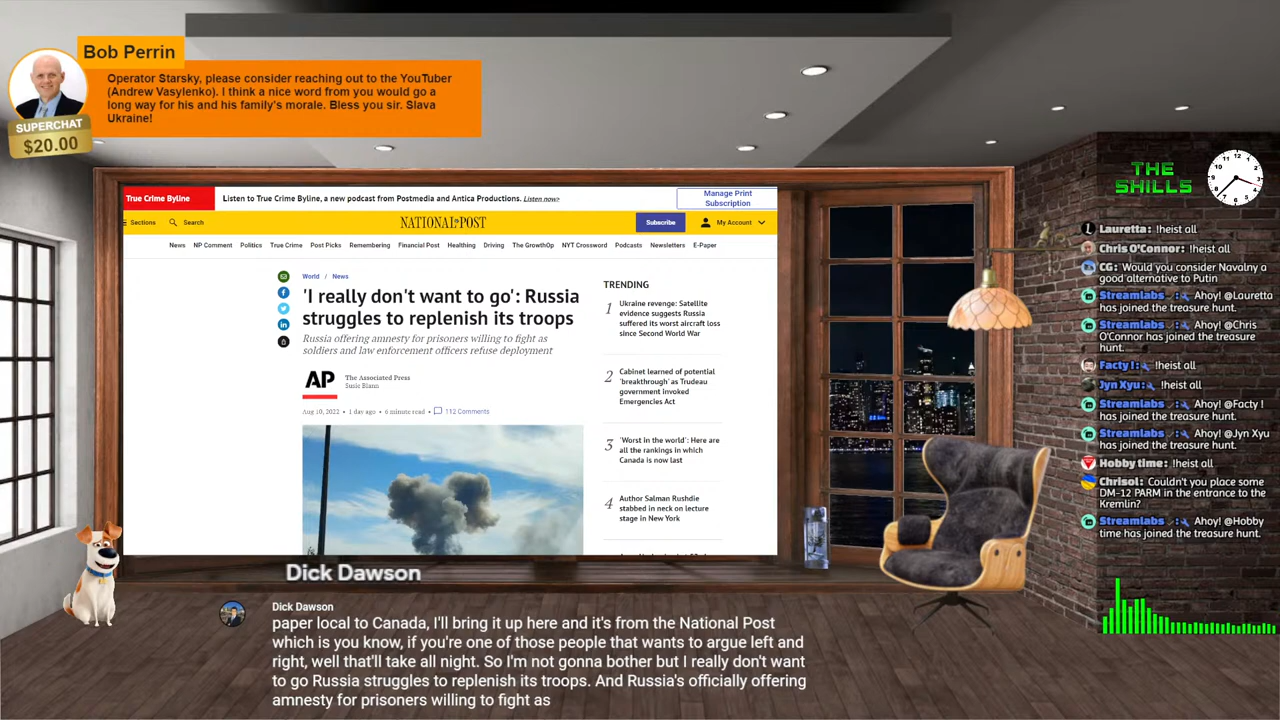 Bob Perrin
Operator Starsky, please consider reaching out to the YouTuber
(Andrew Vasylenko). I think a nice word from you would go a
long way for his and his family's morale. Bless you sir. Slava
Ukraine!
SUPERCHAT
$20.00
True Crime Byline
Listen to True Crime Byline, a new podcast from Postmedia and Antica Productions. Listen now>
Manage Print
Subscription
Sections
Search
NATIONAL POST
Subscribe
My Account
News NP Comment Politics True Crime Post Picks Remembering Financial Post Healthing Driving The GrowthOp NYT Crossword Podcasts Newsletters E-Paper
World / News
'I really don't want to go': Russia
struggles to replenish its troops
Russia offering amnesty for prisoners willing to fight as
soldiers and law enforcement officers refuse deployment
AP
The Associated Press
Susie Blann
Aug 10, 2022 • 1 day ago • 6 minute read • 112 Comments
TRENDING
1
Ukraine revenge: Satellite
evidence suggests Russia
suffered its worst aircraft loss
since Second World War
2
Cabinet learned of potential
'breakthrough' as Trudeau
government invoked
Emergencies Act
3
'Worst in the world': Here are
all the rankings in which
Canada is now last
4
Author Salman Rushdie
stabbed in neck on lecture
stage in New York
THE
SHILLS
Lauretta: !heist all
Chris O'Connor: !heist all
CG: Would you consider Navalny a
good alternative to Putin
Streamlabs : Ahoy! @Lauretta
has joined the treasure hunt.
Streamlabs : Ahoy! @Chris
O'Connor has joined the treasure
hunt.
Facty !: !heist all
Jyn Xyu: !heist all
Streamlabs : Ahoy! @Facty !
has joined the treasure hunt.
Streamlabs : Ahoy! @Jyn Xyu
has joined the treasure hunt.
Hobby time: !heist all
Chrisol: Couldn't you place some
DM-12 PARM in the entrance to the
Kremlin?
Streamlabs : Ahoy! @Hobby
time has joined the treasure hunt.
Dick Dawson
Dick Dawson
paper local to Canada, I'll bring it up here and it's from the National Post
which is you know, if you're one of those people that wants to argue left and
right, well that'll take all night. So I'm not gonna bother but I really don't want
to go Russia struggles to replenish its troops. And Russia's officially offering
amnesty for prisoners willing to fight as